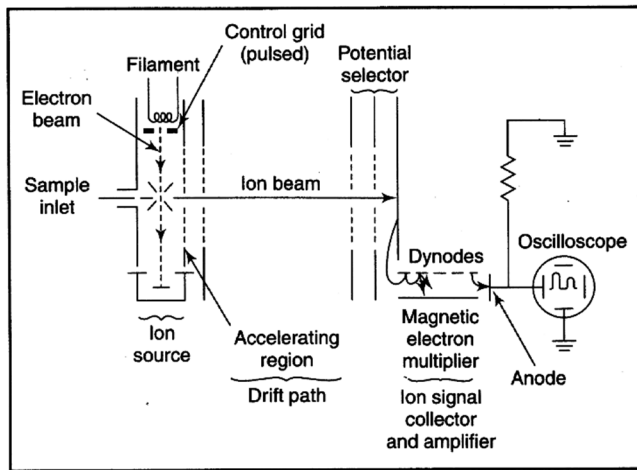 Control grid
(pulsed)
Potential
selector
Filament
Electron
beam
Sample
inlet
Ion beam
Dynodes
Oscilloscope
Ion
source
Accelerating
region
Drift path
Magnetic
electron
multiplier
Anode
Ion signal
collector
and amplifier